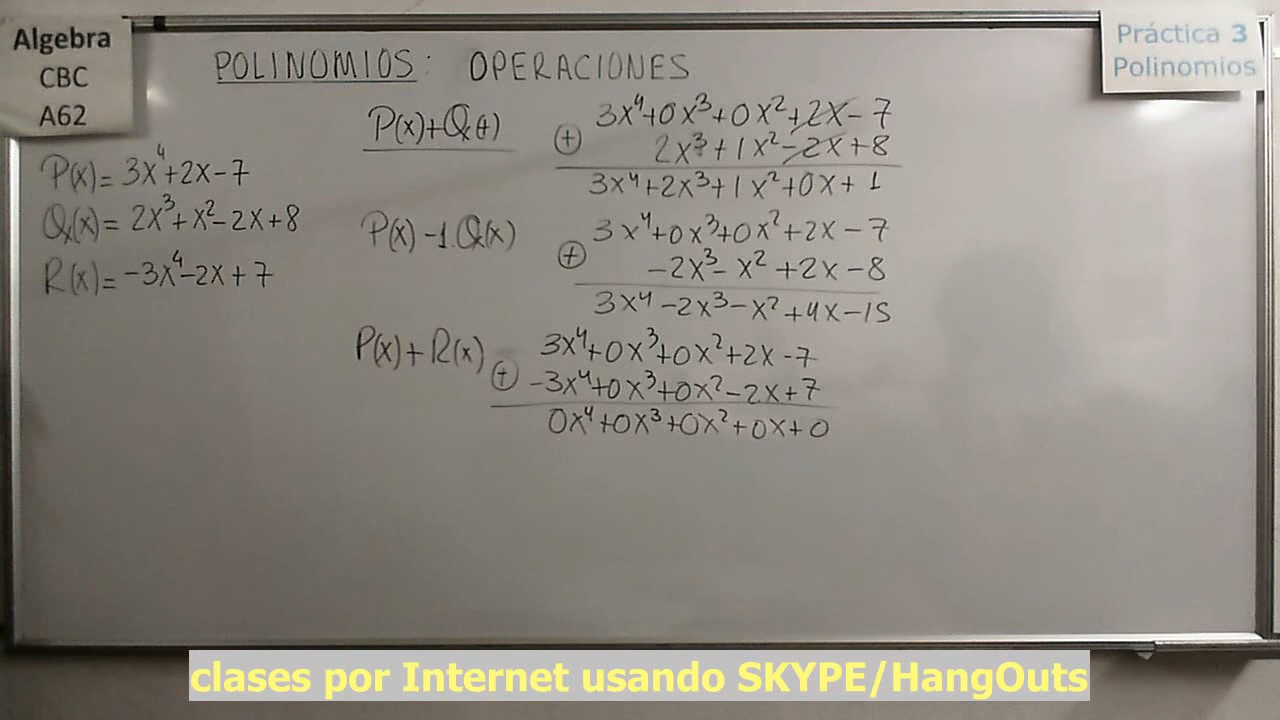 Algebra
CBC
A62
Práctica 3
Polinomios
POLINOMIOS: OPERACIONES
P(x)= 3x⁴+2x-7
Q(x)= 2x³+x²-2x+8
R(x)= -3x⁴-2x+7
P(x)+Q(x)
3x⁴+0x³+0x²+2x-7
⊕ 2x³+1x²-2x+8
3x⁴+2x³+1x²+0x+1
P(x)-1.Q(x)
3x⁴+0x³+0x²+2x-7
⊕ -2x³-x²+2x-8
3x⁴-2x³-x²+4x-15
P(x)+R(x)
3x⁴+0x³+0x²+2x-7
⊕ -3x⁴+0x³+0x²-2x+7
0x⁴+0x³+0x²+0x+0
clases por Internet usando SKYPE/HangOuts